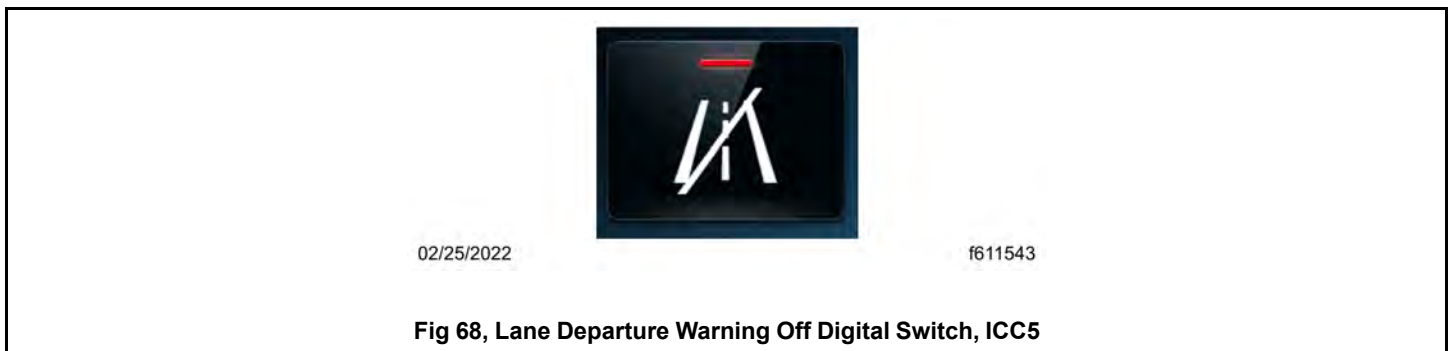 02/25/2022 f611543
Fig 68, Lane Departure Warning Off Digital Switch, ICC5